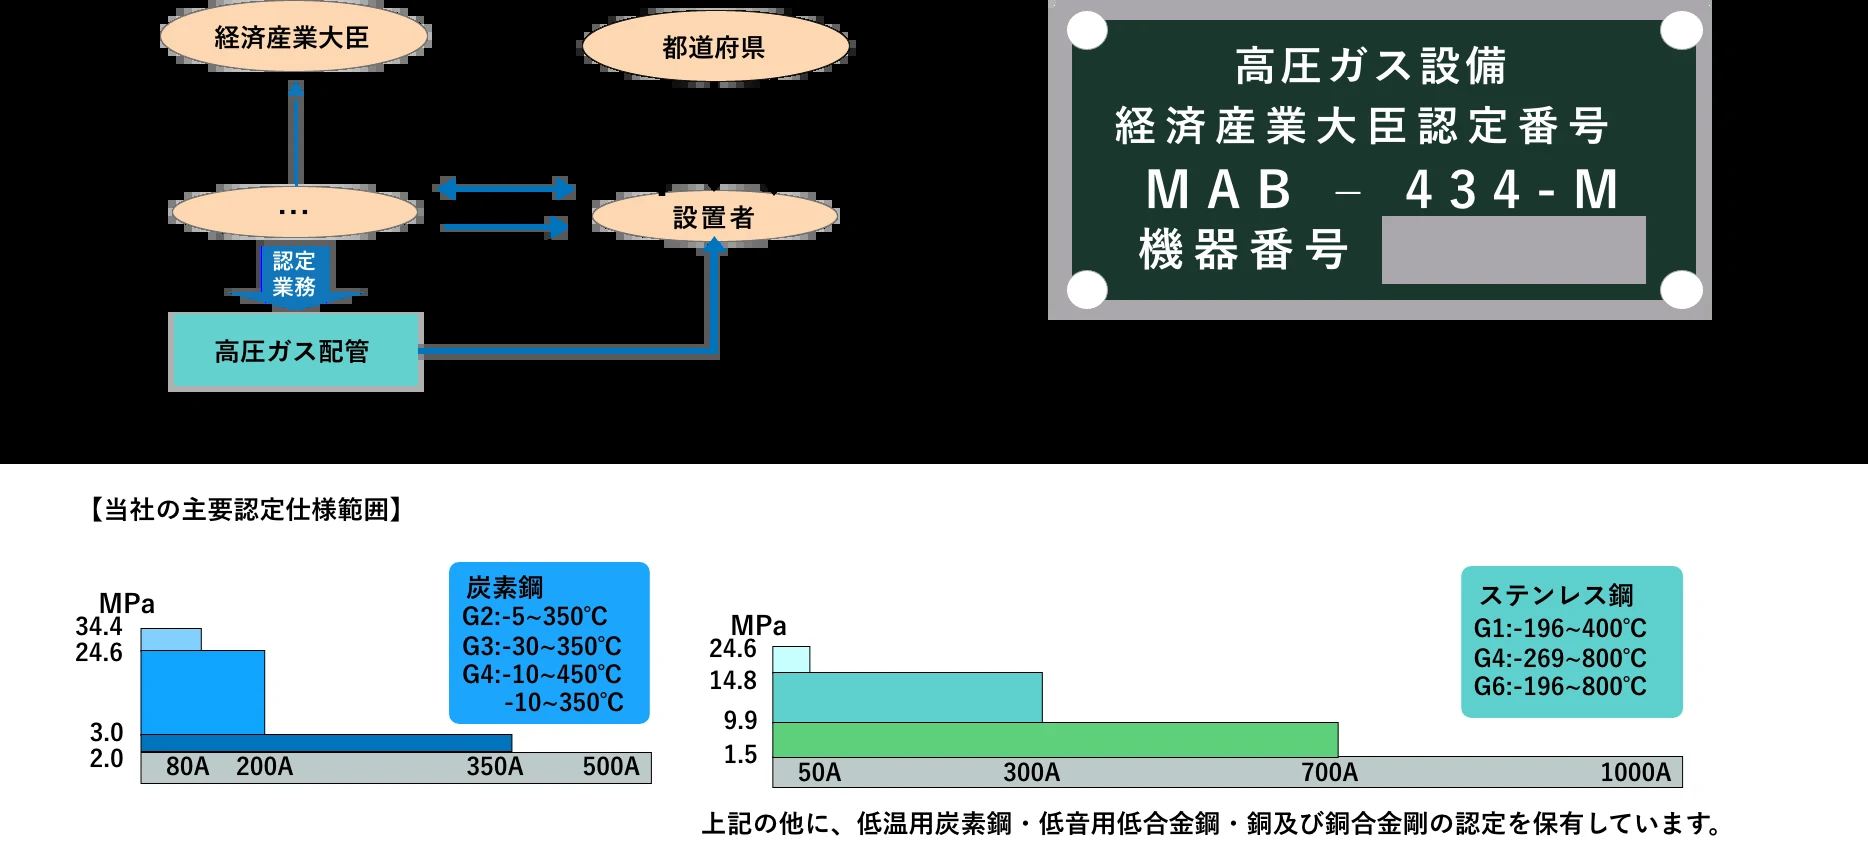 経済産業大臣
都道府県
…
設置者
認定
業務
高圧ガス配管
高圧ガス設備
経済産業大臣認定番号
MAB － 434-M
機器番号
【当社の主要認定仕様範囲】
MPa
34.4
24.6
3.0
2.0
80A 200A 350A 500A
炭素鋼
G2:-5~350℃
G3:-30~350℃
G4:-10~450℃
-10~350℃
MPa
24.6
14.8
9.9
1.5
50A 300A 700A 1000A
ステンレス鋼
G1:-196~400℃
G4:-269~800℃
G6:-196~800℃
上記の他に、低温用炭素鋼・低音用低合金鋼・銅及び銅合金剛の認定を保有しています。